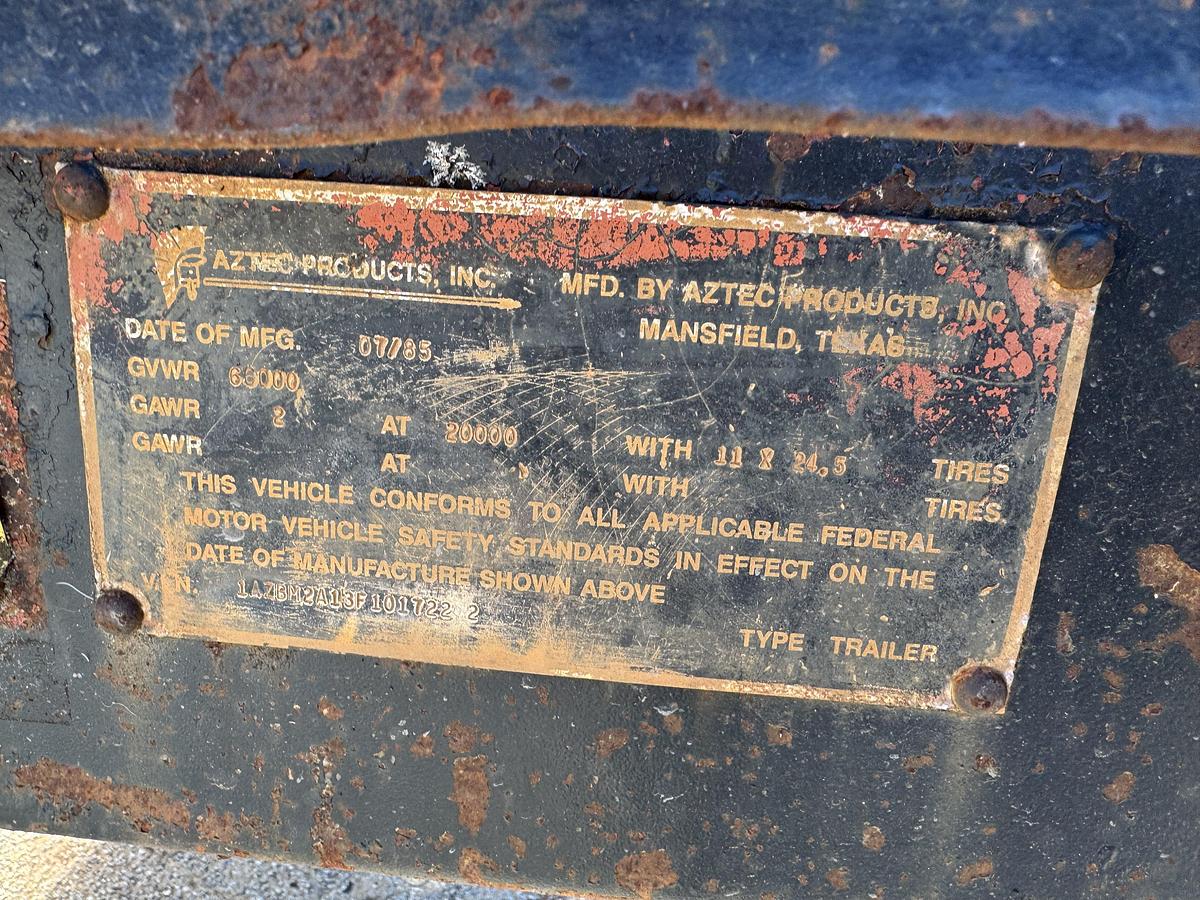 AZTEC PRODUCTS, INC.
MFD. BY AZTEC PRODUCTS, INC.
MANSFIELD, TEXAS
DATE OF MFG. 07/85
GVWR
GAWR 2 AT 20000 WITH 11 X 24.5 TIRES
GAWR AT WITH TIRES
THIS VEHICLE CONFORMS TO ALL APPLICABLE FEDERAL
MOTOR VEHICLE SAFETY STANDARDS IN EFFECT ON THE
DATE OF MANUFACTURE SHOWN ABOVE
V.I.N.
TYPE TRAILER